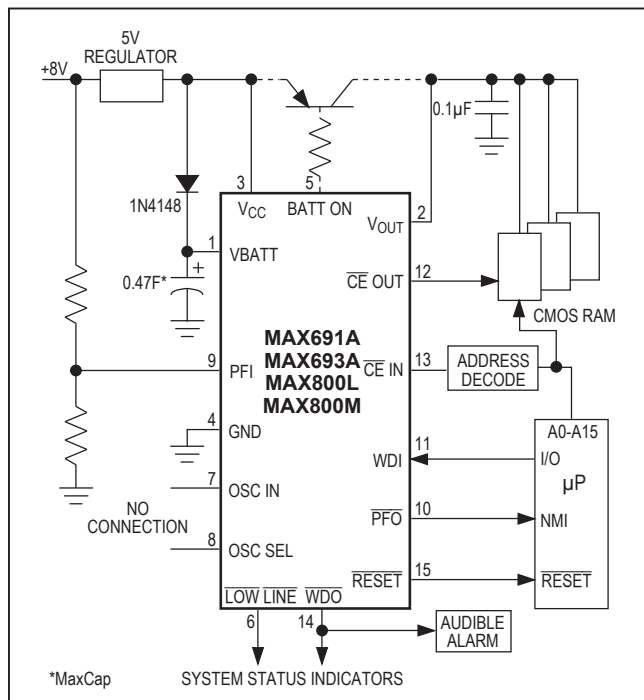 5V
REGULATOR
+8V
0.1µF
3
5
1N4148
VCC
BATT ON
2
VOUT
1
VBATT
0.47F*
+
12
CE OUT
CMOS RAM
MAX691A
MAX693A
MAX800L
MAX800M
9
PFI
13
CE IN
ADDRESS
DECODE
4
GND
A0-A15
11
WDI
I/O
µP
7
OSC IN
NO
CONNECTION
10
PFO
NMI
8
OSC SEL
15
RESET
RESET
LOW LINE
WDO
6
14
AUDIBLE
ALARM
*MaxCap
SYSTEM STATUS INDICATORS